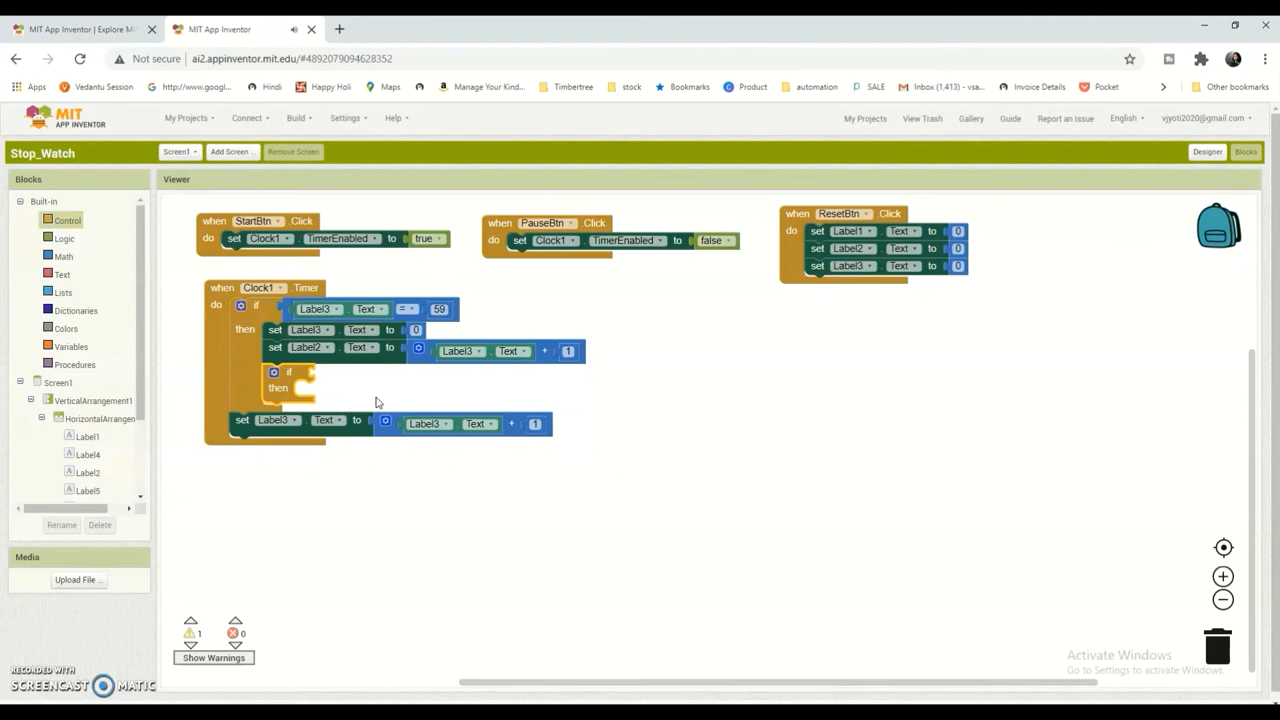 MIT App Inventor | Explore MI
MIT App Inventor
Not secure | ai2.appinventor.mit.edu/#4892079094628352
Apps
Vedantu Session
http://www.googl...
Hindi
Happy Holi
Maps
Manage Your Kind...
Timbertree
stock
Bookmarks
Product
automation
SALE
Inbox (1,413) - vsa...
Invoice Details
Pocket
Other bookmarks
MIT
APP INVENTOR
My Projects
Connect
Build
Settings
Help
My Projects
View Trash
Gallery
Guide
Report an Issue
English
vjyoti2020@gmail.com
Stop_Watch
Screen1
Add Screen ...
Remove Screen
Designer
Blocks
Blocks
Built-in
Control
Logic
Math
Text
Lists
Dictionaries
Colors
Variables
Procedures
Screen1
VerticalArrangement1
HorizontalArrangen
Label1
Label4
Label2
Label5
Rename
Delete
Media
Upload File ...
Viewer
when StartBtn .Click
do set Clock1 . TimerEnabled to true
when PauseBtn .Click
do set Clock1 . TimerEnabled to false
when ResetBtn .Click
do set Label1 . Text to 0
set Label2 . Text to 0
set Label3 . Text to 0
when Clock1 .Timer
do if Label3 . Text = 59
then set Label3 . Text to 0
set Label2 . Text to Label3 . Text + 1
if
then
set Label3 . Text to Label3 . Text + 1
1
0
Show Warnings
Activate Windows
Go to Settings to activate Windows.
RECORDED WITH
SCREENCAST MATIC